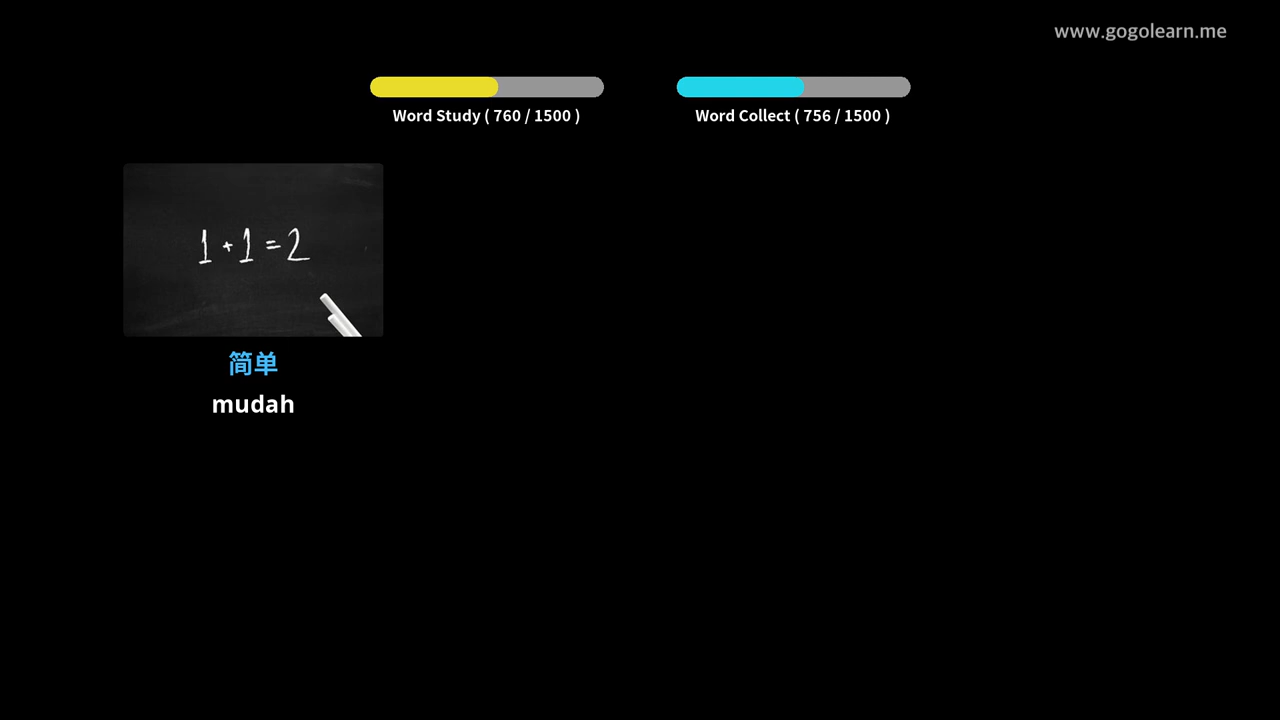 www.gogolearn.me
Word Study ( 760 / 1500 )
Word Collect ( 756 / 1500 )
1 + 1 = 2
简单
mudah